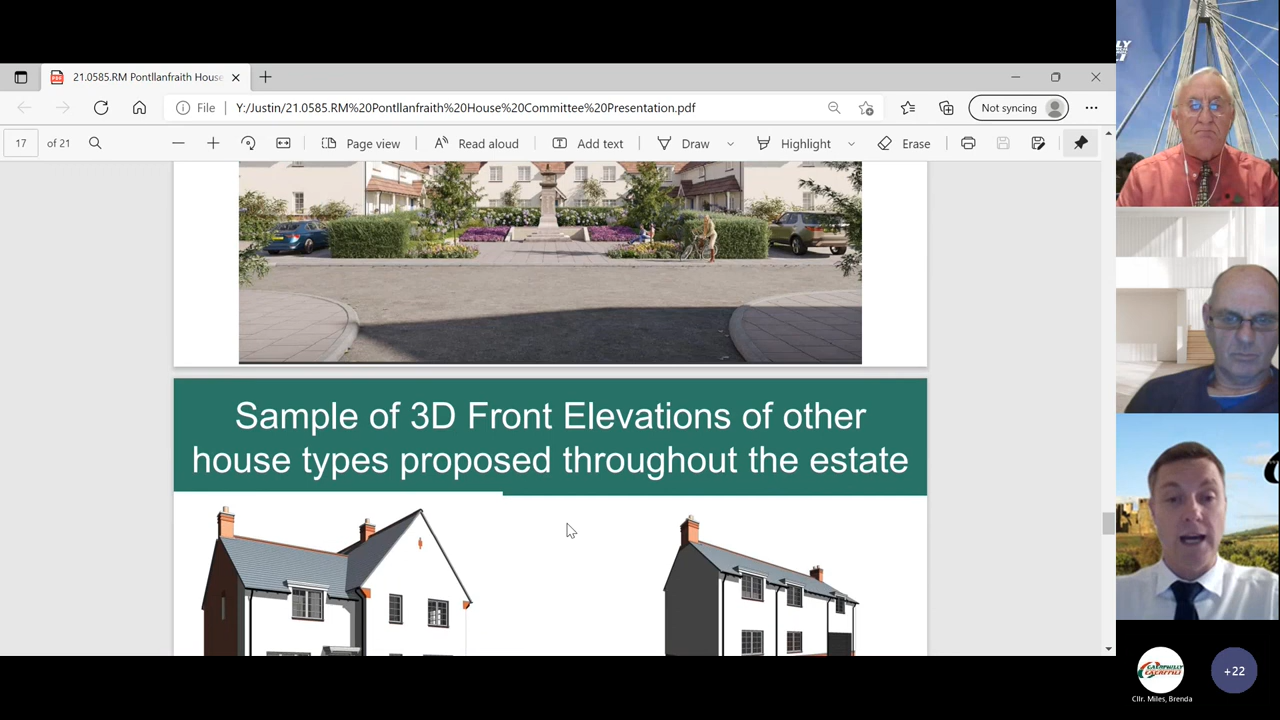 21.0585.RM Pontllanfraith House
File
Y:/Justin/21.0585.RM%20Pontllanfraith%20House%20Committee%20Presentation.pdf
Not syncing
17
of 21
Page view
Read aloud
Add text
Draw
Highlight
Erase
Sample of 3D Front Elevations of other
house types proposed throughout the estate
CAERPHILLY
CAERFFILI
Cllr. Miles, Brenda
+22